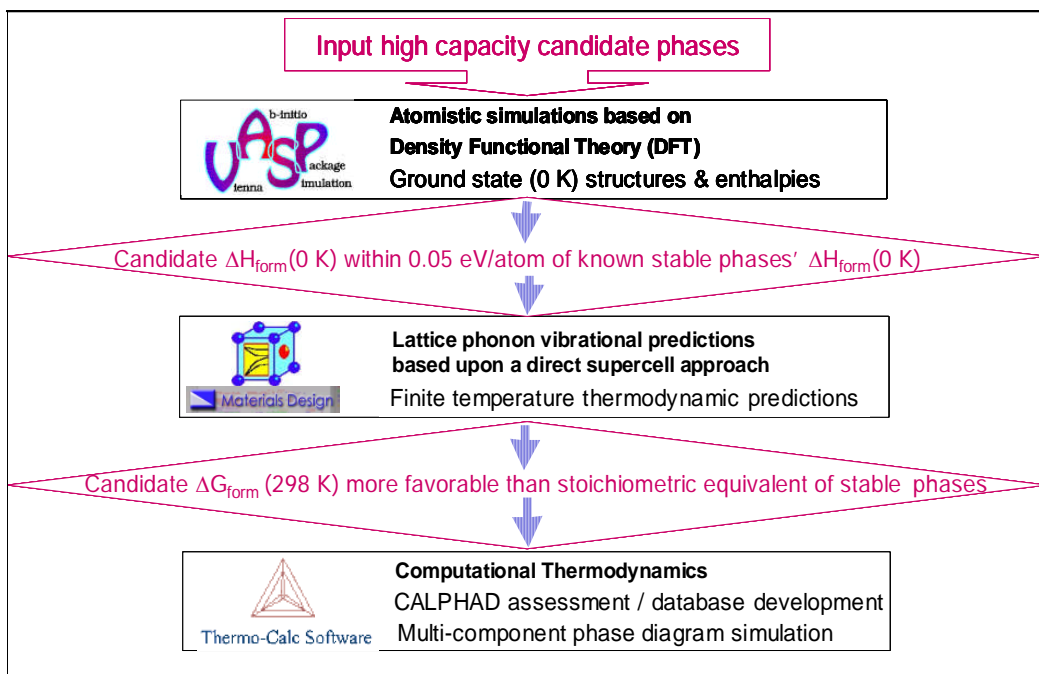 Input high capacity candidate phases
b-initio
VASP
ackage
ienna
imulation
Atomistic simulations based on
Density Functional Theory (DFT)
Ground state (0 K) structures & enthalpies
Candidate ΔHform(0 K) within 0.05 eV/atom of known stable phases' ΔHform(0 K)
Materials Design
Lattice phonon vibrational predictions
based upon a direct supercell approach
Finite temperature thermodynamic predictions
Candidate ΔGform (298 K) more favorable than stoichiometric equivalent of stable phases
Thermo-Calc Software
Computational Thermodynamics
CALPHAD assessment / database development
Multi-component phase diagram simulation